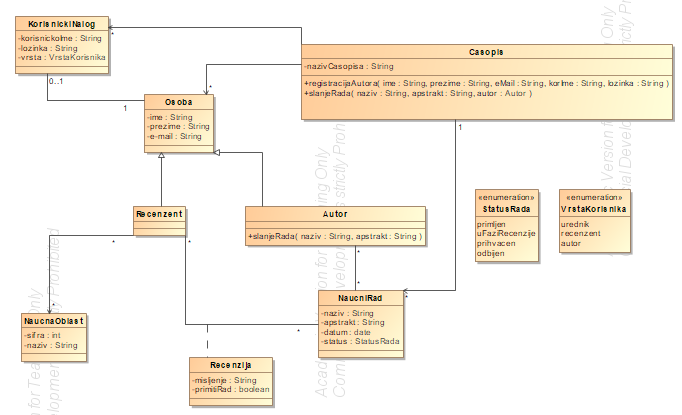 KorisnickiNalog
-korisnickoIme : String
-lozinka : String
-vrsta : VrstaKorisnika
*
0..1
1
Casopis
-nazivCasopisa : String
+registracijaAutora( ime : String, prezime : String, eMail : String, korIme : String, lozinka : String )
+slanjeRada( naziv : String, apstrakt : String, autor : Autor )
*
1
Osoba
-ime : String
-prezime : String
-e-mail : String
Recenzent
*
*
Autor
+slanjeRada( naziv : String, apstrakt : String )
*
*
«enumeration»
StatusRada
primljen
uFaziRecenzije
prihvacen
odbijen
«enumeration»
VrstaKorisnika
urednik
recenzent
autor
*
NaucnaOblast
-sifra : int
-naziv : String
NaucniRad
-naziv : String
-apstrakt : String
-datum : date
-status : StatusRada
*
*
Recenzija
-misljenje : String
-primitiRad : boolean